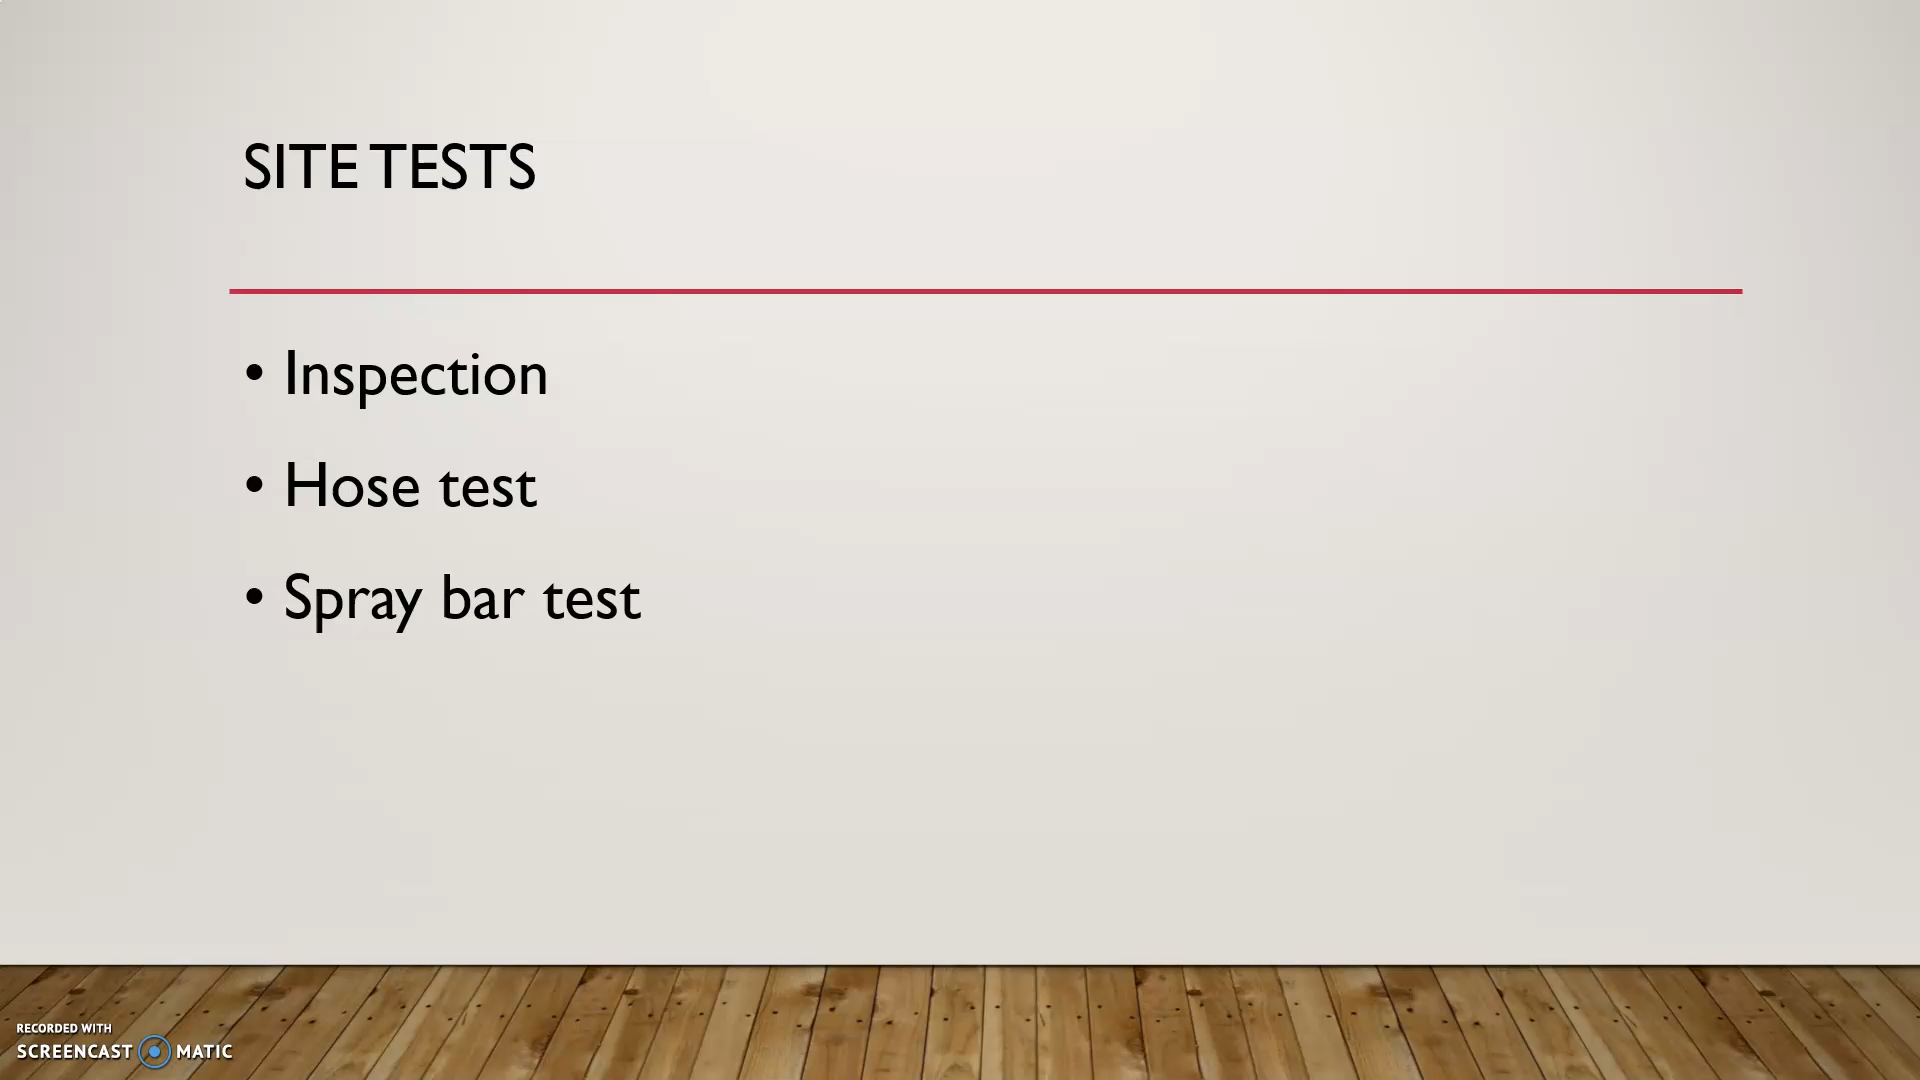 SITE TESTS
• Inspection
• Hose test
• Spray bar test
RECORDED WITH
SCREENCAST MATIC